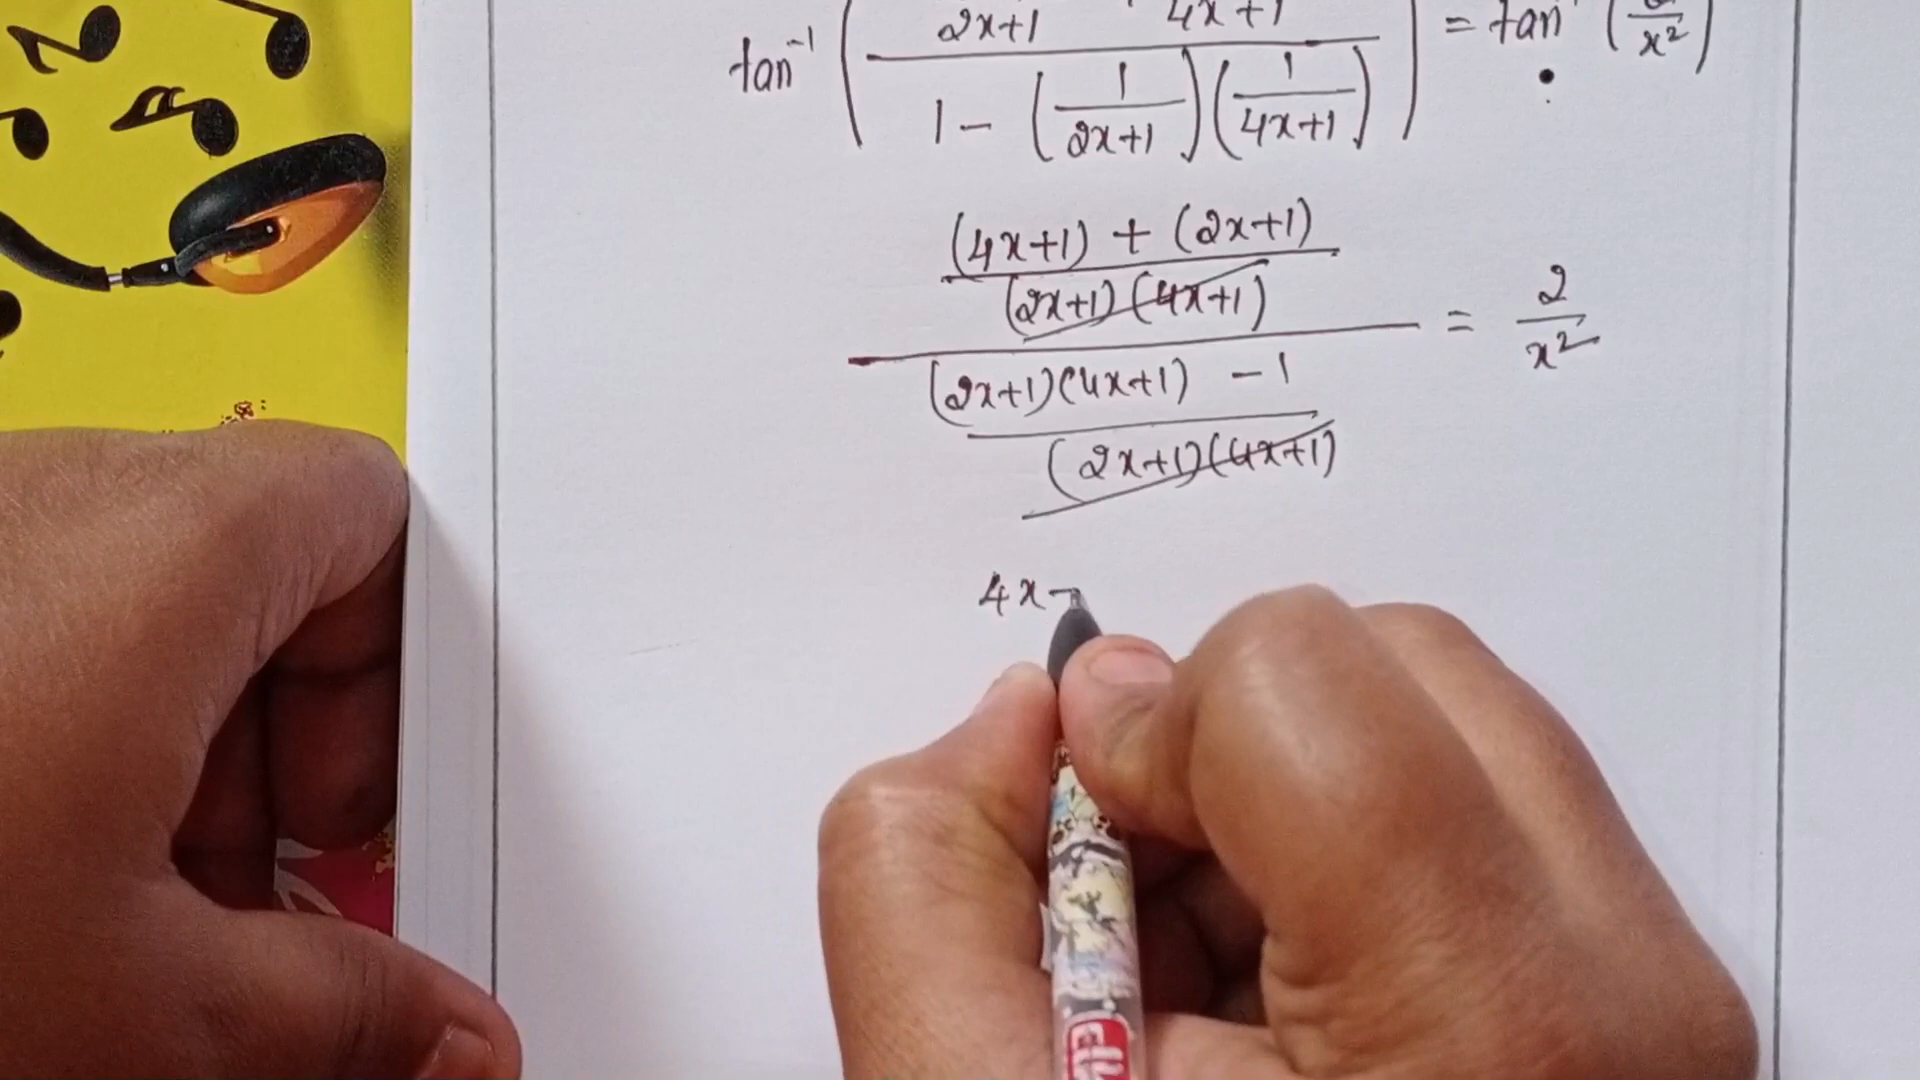 2x+1 4x+1
tan⁻¹ ( ——— ) = tan⁻¹ ( 2/x² )
1 - (1/(2x+1)) (1/(4x+1))
(4x+1) + (2x+1)
(2x+1) (4x+1)
= 2/x²
(2x+1)(4x+1) - 1
(2x+1)(4x+1)
4x